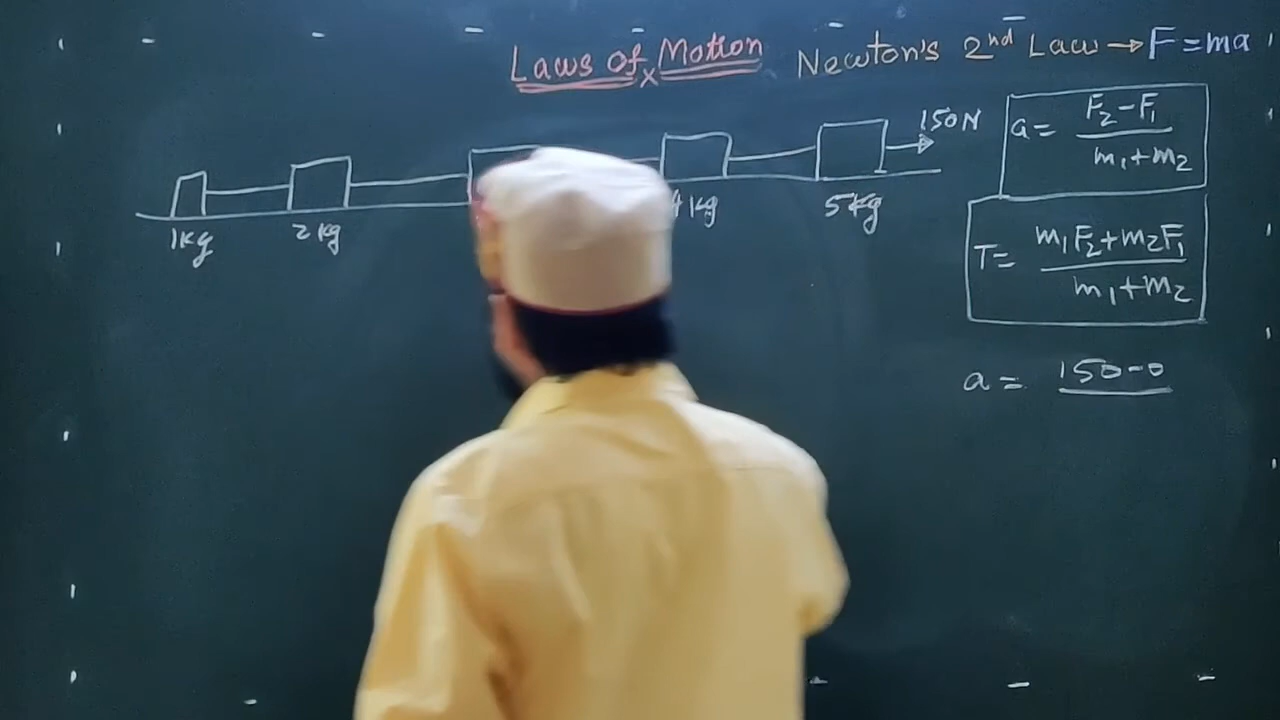 Laws of Motion Newton's 2nd Law → F = ma
x
150N
a = F₂ - F₁ / m₁ + m₂
1kg 2kg 4kg 5kg
T = m₁F₂ + m₂F₁ / m₁ + m₂
a = 150-0